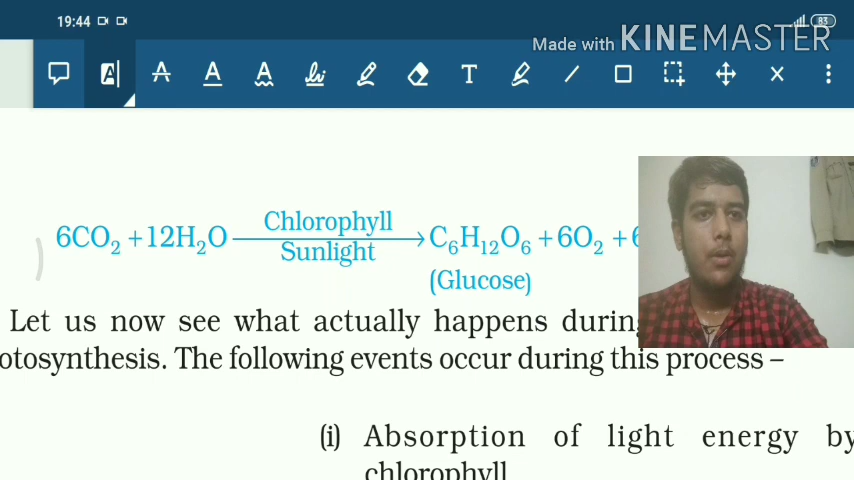 19:44
83
Made with KINEMASTER
A
A
A
A
T
Chlorophyll
6CO₂ +12H₂O → C₆H₁₂O₆ + 6O₂ + 6
Sunlight
(Glucose)
Let us now see what actually happens
otosynthesis. The following events occur during this process –
(i) Absorption of light energy by
chlorophyll